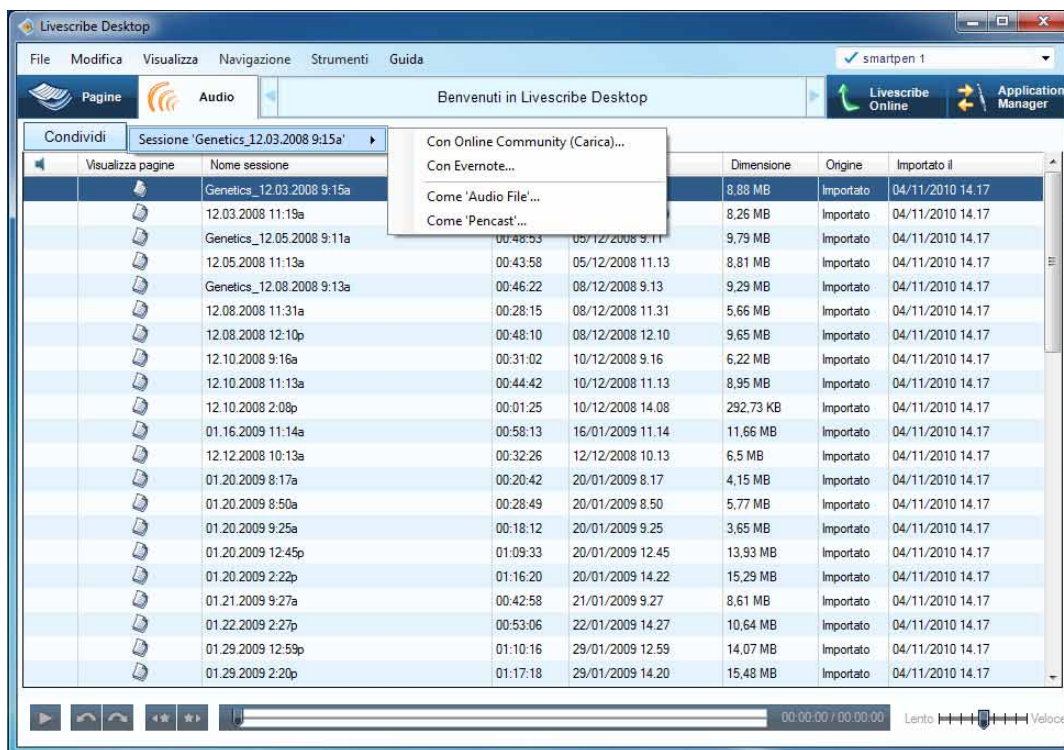 Livescribe Desktop
File Modifica Visualizza Navigazione Strumenti Guida smartpen 1
Pagine Audio Benvenuti in Livescribe Desktop Livescribe Online Application Manager
Condividi Sessione 'Genetics_12.03.2008 9:15a'
Con Online Community (Carica)...
Con Evernote...
Come 'Audio File'...
Come 'Pencast'...
Visualizza pagine Nome sessione Dimensione Origine Importato il
Genetics_12.03.2008 9:15a 8,88 MB Importato 04/11/2010 14.17
12.03.2008 11:19a 8,26 MB Importato 04/11/2010 14.17
Genetics_12.05.2008 9:11a 00:48:53 05/12/2008 9.11 9,79 MB Importato 04/11/2010 14.17
12.05.2008 11:13a 00:43:58 05/12/2008 11.13 8,81 MB Importato 04/11/2010 14.17
Genetics_12.08.2008 9:13a 00:46:22 08/12/2008 9.13 9,29 MB Importato 04/11/2010 14.17
12.08.2008 11:31a 00:28:15 08/12/2008 11.31 5,66 MB Importato 04/11/2010 14.17
12.08.2008 12:10p 00:48:10 08/12/2008 12.10 9,65 MB Importato 04/11/2010 14.17
12.10.2008 9:16a 00:31:02 10/12/2008 9.16 6,22 MB Importato 04/11/2010 14.17
12.10.2008 11:13a 00:44:42 10/12/2008 11.13 8,95 MB Importato 04/11/2010 14.17
12.10.2008 2:08p 00:01:25 10/12/2008 14.08 292,73 KB Importato 04/11/2010 14.17
01.16.2009 11:14a 00:58:13 16/01/2009 11.14 11,66 MB Importato 04/11/2010 14.17
12.12.2008 10:13a 00:32:26 12/12/2008 10.13 6,5 MB Importato 04/11/2010 14.17
01.20.2009 8:17a 00:20:42 20/01/2009 8.17 4,15 MB Importato 04/11/2010 14.17
01.20.2009 8:50a 00:28:49 20/01/2009 8.50 5,77 MB Importato 04/11/2010 14.17
01.20.2009 9:25a 00:18:12 20/01/2009 9.25 3,65 MB Importato 04/11/2010 14.17
01.20.2009 12:45p 01:09:33 20/01/2009 12.45 13,93 MB Importato 04/11/2010 14.17
01.20.2009 2:22p 01:16:20 20/01/2009 14.22 15,29 MB Importato 04/11/2010 14.17
01.21.2009 9:27a 00:42:58 21/01/2009 9.27 8,61 MB Importato 04/11/2010 14.17
01.22.2009 2:27p 00:53:06 22/01/2009 14.27 10,64 MB Importato 04/11/2010 14.17
01.29.2009 12:59p 01:10:16 29/01/2009 12.59 14,07 MB Importato 04/11/2010 14.17
01.29.2009 2:20p 01:17:18 29/01/2009 14.20 15,48 MB Importato 04/11/2010 14.17
00:00:00 / 00:00:00 Lento Veloce